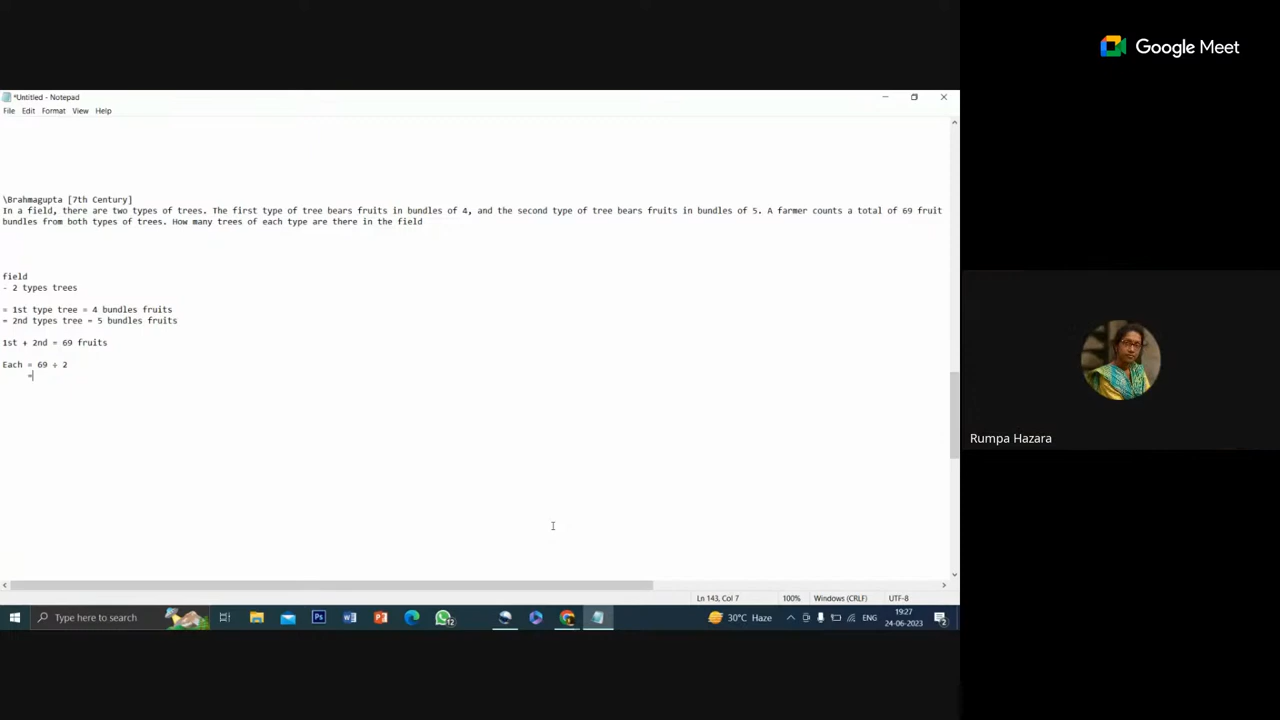 Google Meet
*Untitled - Notepad
File Edit Format View Help
\Brahmagupta [7th Century]
In a field, there are two types of trees. The first type of tree bears fruits in bundles of 4, and the second type of tree bears fruits in bundles of 5. A farmer counts a total of 69 fruit
bundles from both types of trees. How many trees of each type are there in the field
field
- 2 types trees
= 1st type tree = 4 bundles fruits
= 2nd types tree = 5 bundles fruits
1st + 2nd = 69 fruits
Each = 69 ÷ 2
=
Rumpa Hazara
Ln 143, Col 7 100% Windows (CRLF) UTF-8
Type here to search Ps W P 12 30°C Haze ENG 19:27
24-06-2023 2